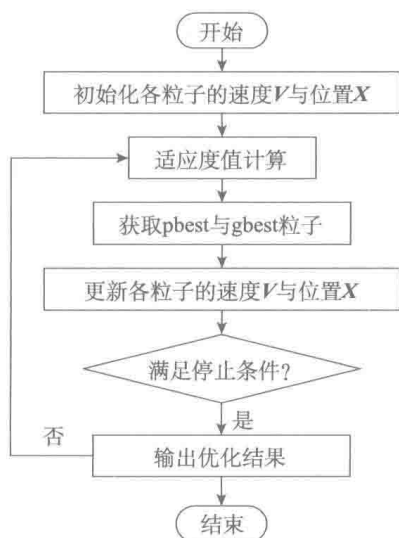 开始
初始化各粒子的速度V与位置X
适应度值计算
获取pbest与gbest粒子
更新各粒子的速度V与位置X
满足停止条件?
是
否
输出优化结果
结束